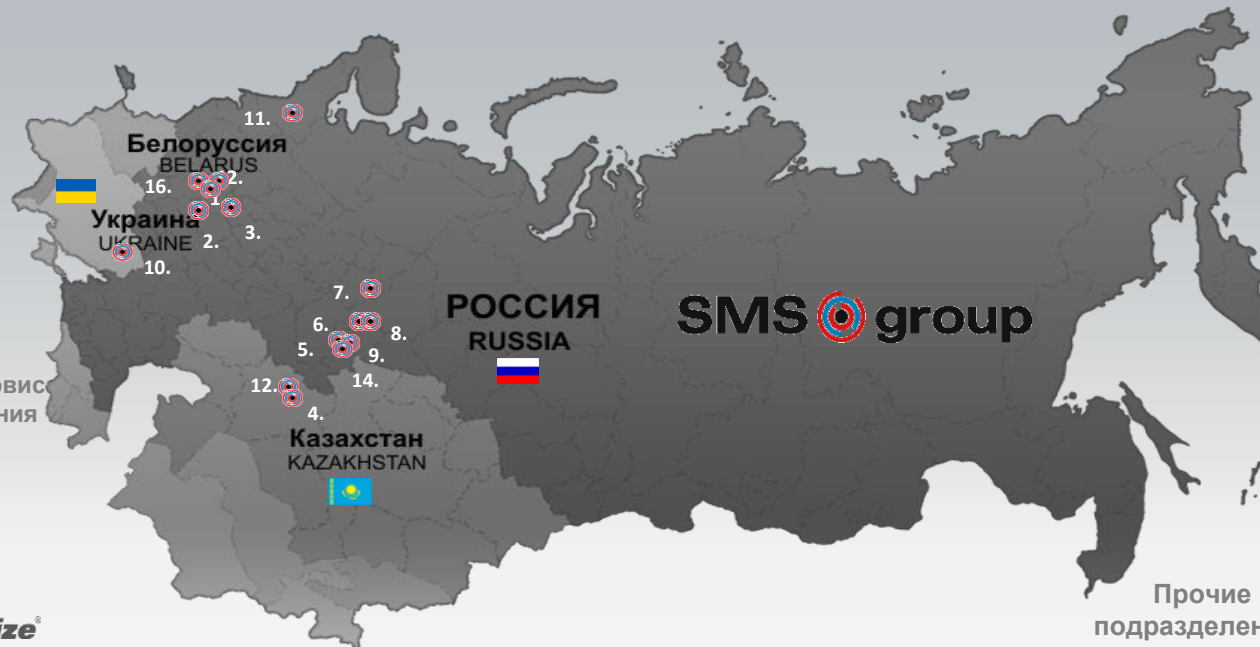 11.
Белоруссия
BELARUS
16.
2.
1.
Украина
UKRAINE
2.
3.
10.
7.
РОССИЯ
RUSSIA
SMS group
6.
8.
5.
9.
14.
12.
4.
Казахстан
KAZAKHSTAN
Прочие